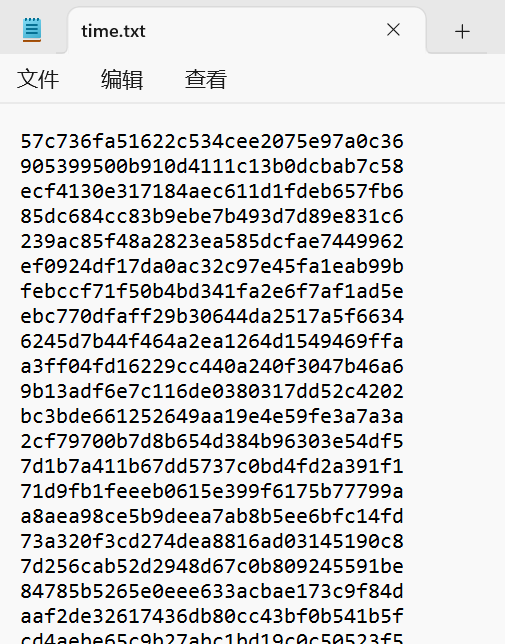 time.txt
文件 编辑 查看
57c736fa51622c534cee2075e97a0c36
905399500b910d4111c13b0dcbab7c58
ecf4130e317184aec611d1fdeb657fb6
85dc684cc83b9ebe7b493d7d89e831c6
239ac85f48a2823ea585dcfae7449962
ef0924df17da0ac32c97e45fa1eab99b
febccf71f50b4bd341fa2e6f7af1ad5e
ebc770dfaff29b30644da2517a5f6634
6245d7b44f464a2ea1264d1549469ffa
a3ff04fd16229cc440a240f3047b46a6
9b13adf6e7c116de0380317dd52c4202
bc3bde661252649aa19e4e59fe3a7a3a
2cf79700b7d8b654d384b96303e54df5
7d1b7a411b67dd5737c0bd4fd2a391f1
71d9fb1feeeb0615e399f6175b77799a
a8aea98ce5b9deea7ab8b5ee6bfc14fd
73a320f3cd274dea8816ad03145190c8
7d256cab52d2948d67c0b809245591be
84785b5265e0eee633acbae173c9f84d
aaf2de32617436db80cc43bf0b541b5f
cd4aebe65c9b27abc1bd19c0c50523f5